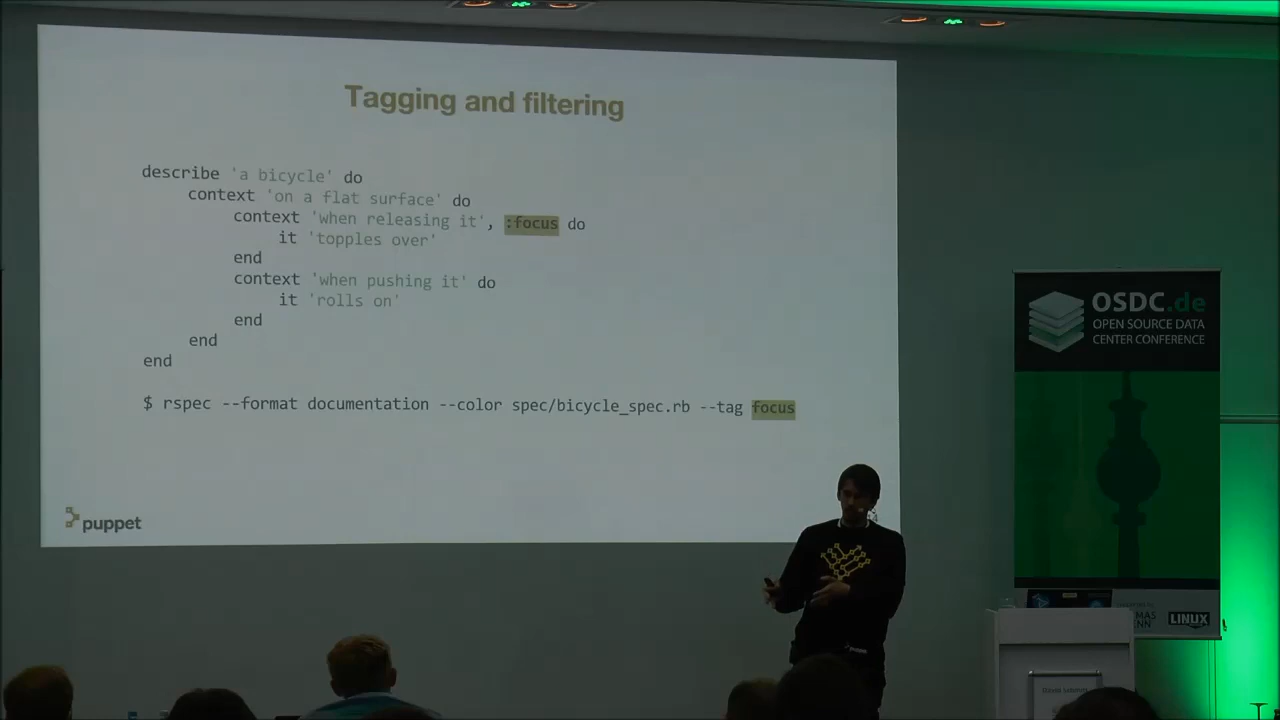 Tagging and filtering
describe 'a bicycle' do
context 'on a flat surface' do
context 'when releasing it', :focus do
it 'topples over'
end
context 'when pushing it' do
it 'rolls on'
end
end
end
$ rspec --format documentation --color spec/bicycle_spec.rb --tag focus
puppet
OSDC.de
OPEN SOURCE DATA
CENTER CONFERENCE
LINUX
puppet